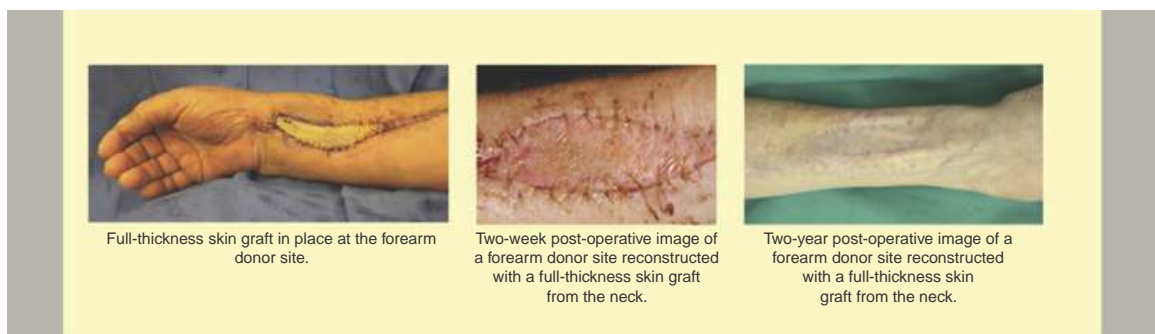 Full-thickness skin graft in place at the forearm
donor site.
Two-week post-operative image of
a forearm donor site reconstructed
with a full-thickness skin graft
from the neck.
Two-year post-operative image of a
forearm donor site reconstructed
with a full-thickness skin
graft from the neck.